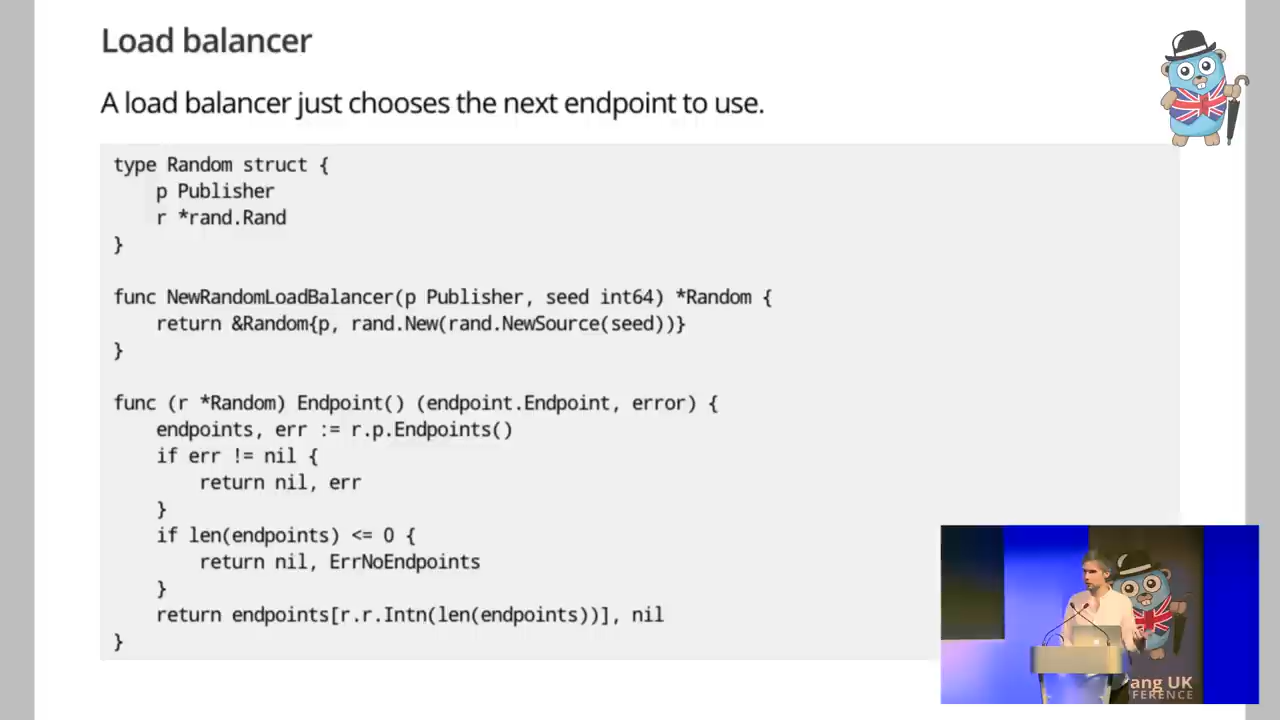 Load balancer
A load balancer just chooses the next endpoint to use.
type Random struct {
    p Publisher
    r *rand.Rand
}
func NewRandomLoadBalancer(p Publisher, seed int64) *Random {
    return &Random{p, rand.New(rand.NewSource(seed))}
}
func (r *Random) Endpoint() (endpoint.Endpoint, error) {
    endpoints, err := r.p.Endpoints()
    if err != nil {
        return nil, err
    }
    if len(endpoints) <= 0 {
        return nil, ErrNoEndpoints
    }
    return endpoints[r.r.Intn(len(endpoints))], nil
}
ang UK
FERENCE